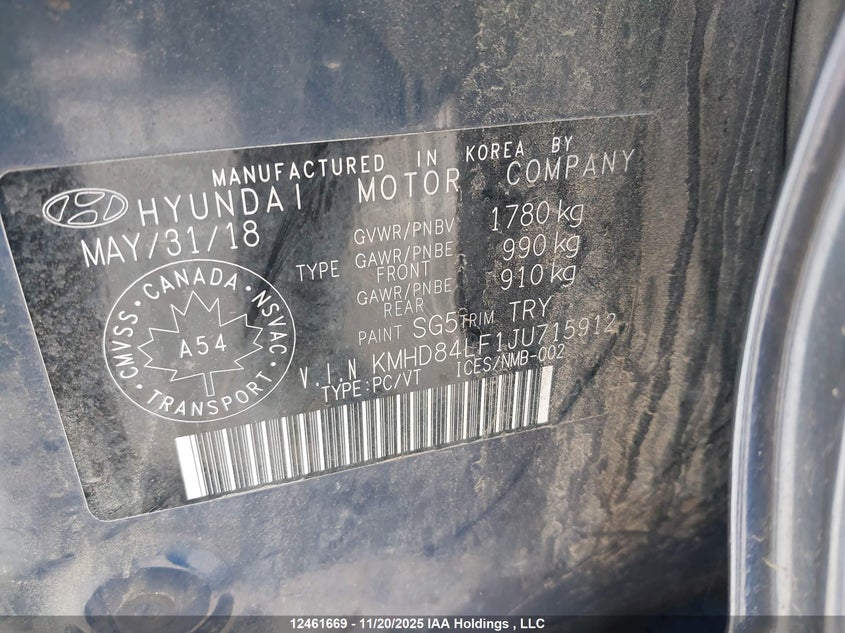 MANUFACTURED IN KOREA BY
HYUNDAI MOTOR COMPANY
MAY/31/18
GVWR/PNBV 1780 kg
TYPE GAWR/PNBE FRONT 990 kg
GAWR/PNBE REAR 910 kg
PAINT SG5 TRIM TRY
V.I.N KMHD84LF1JU715912
TYPE:PC/VT ICES/NMB-002
CMVSS · CANADA · NSVAC
A54
TRANSPORT
12461669 - 11/20/2025 IAA Holdings , LLC